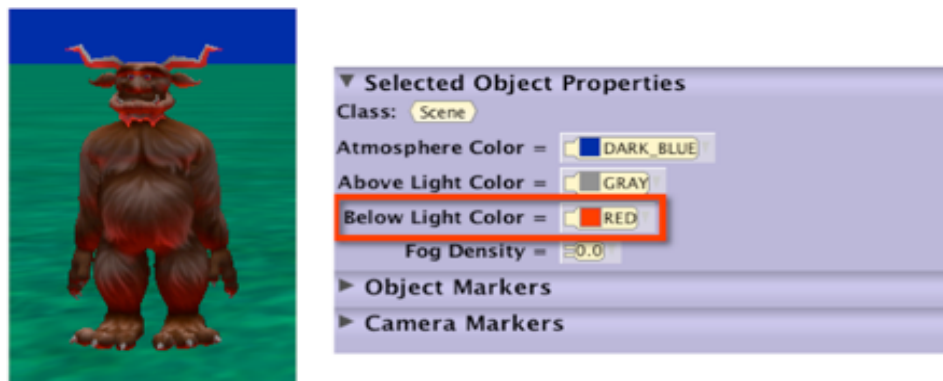 Selected Object Properties
Class: Scene
Atmosphere Color = DARK_BLUE
Above Light Color = GRAY
Below Light Color = RED
Fog Density = 0.0
Object Markers
Camera Markers